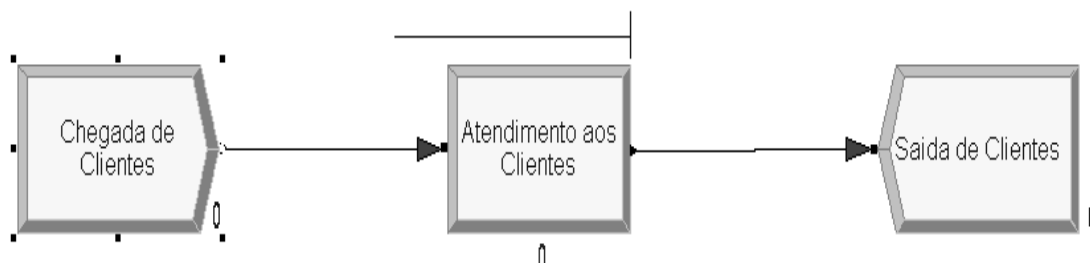 Chegada de
Clientes
0
Atendimento aos
Clientes
0
Saida de Clientes